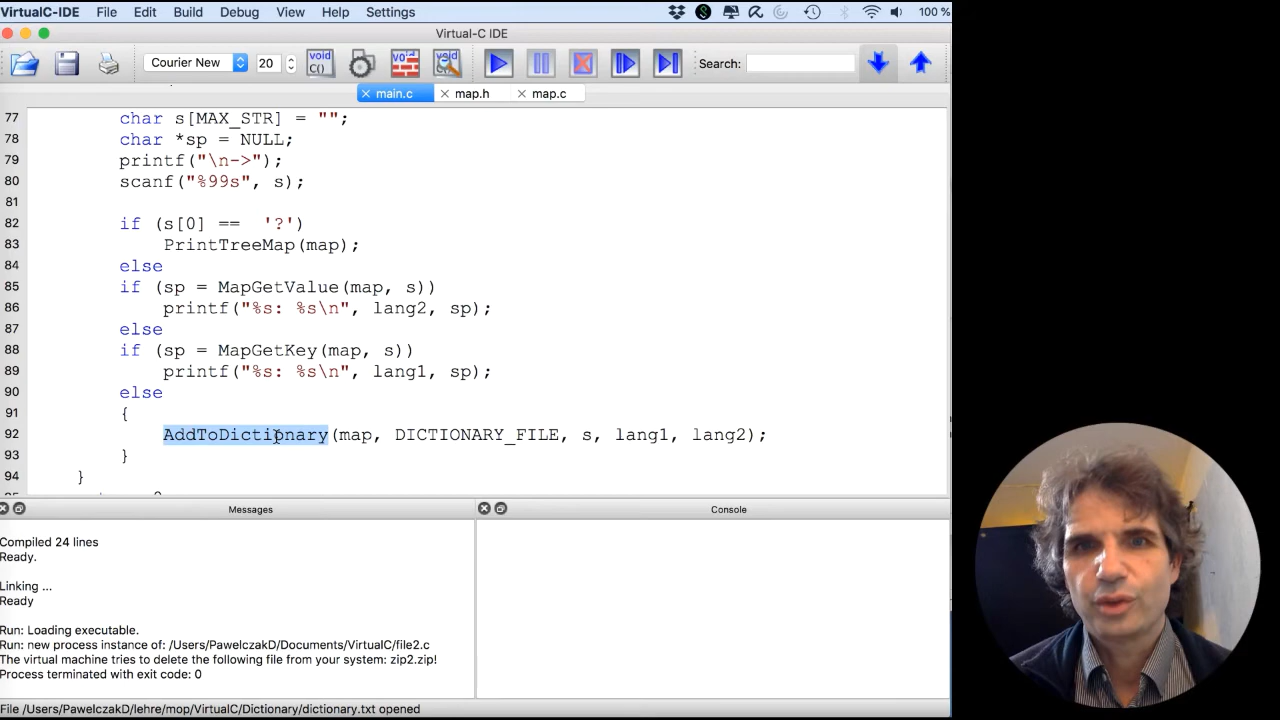 VirtualC-IDE File Edit Build Debug View Help Settings 100 %
Virtual-C IDE
Courier New 20 void C() void C() Search:
main.c map.h map.c
77 char s[MAX_STR] = "";
78 char *sp = NULL;
79 printf("\n->");
80 scanf("%99s", s);
81
82 if (s[0] == '?')
83 PrintTreeMap(map);
84 else
85 if (sp = MapGetValue(map, s))
86 printf("%s: %s\n", lang2, sp);
87 else
88 if (sp = MapGetKey(map, s))
89 printf("%s: %s\n", lang1, sp);
90 else
91 {
92 AddToDictionary(map, DICTIONARY_FILE, s, lang1, lang2);
93 }
94 }
Messages Console
Compiled 24 lines
Ready.
Linking ...
Ready
Run: Loading executable.
Run: new process instance of: /Users/PawelczakD/Documents/VirtualC/file2.c
The virtual machine tries to delete the following file from your system: zip2.zip!
Process terminated with exit code: 0
File /Users/PawelczakD/lehre/mop/VirtualC/Dictionary/dictionary.txt opened